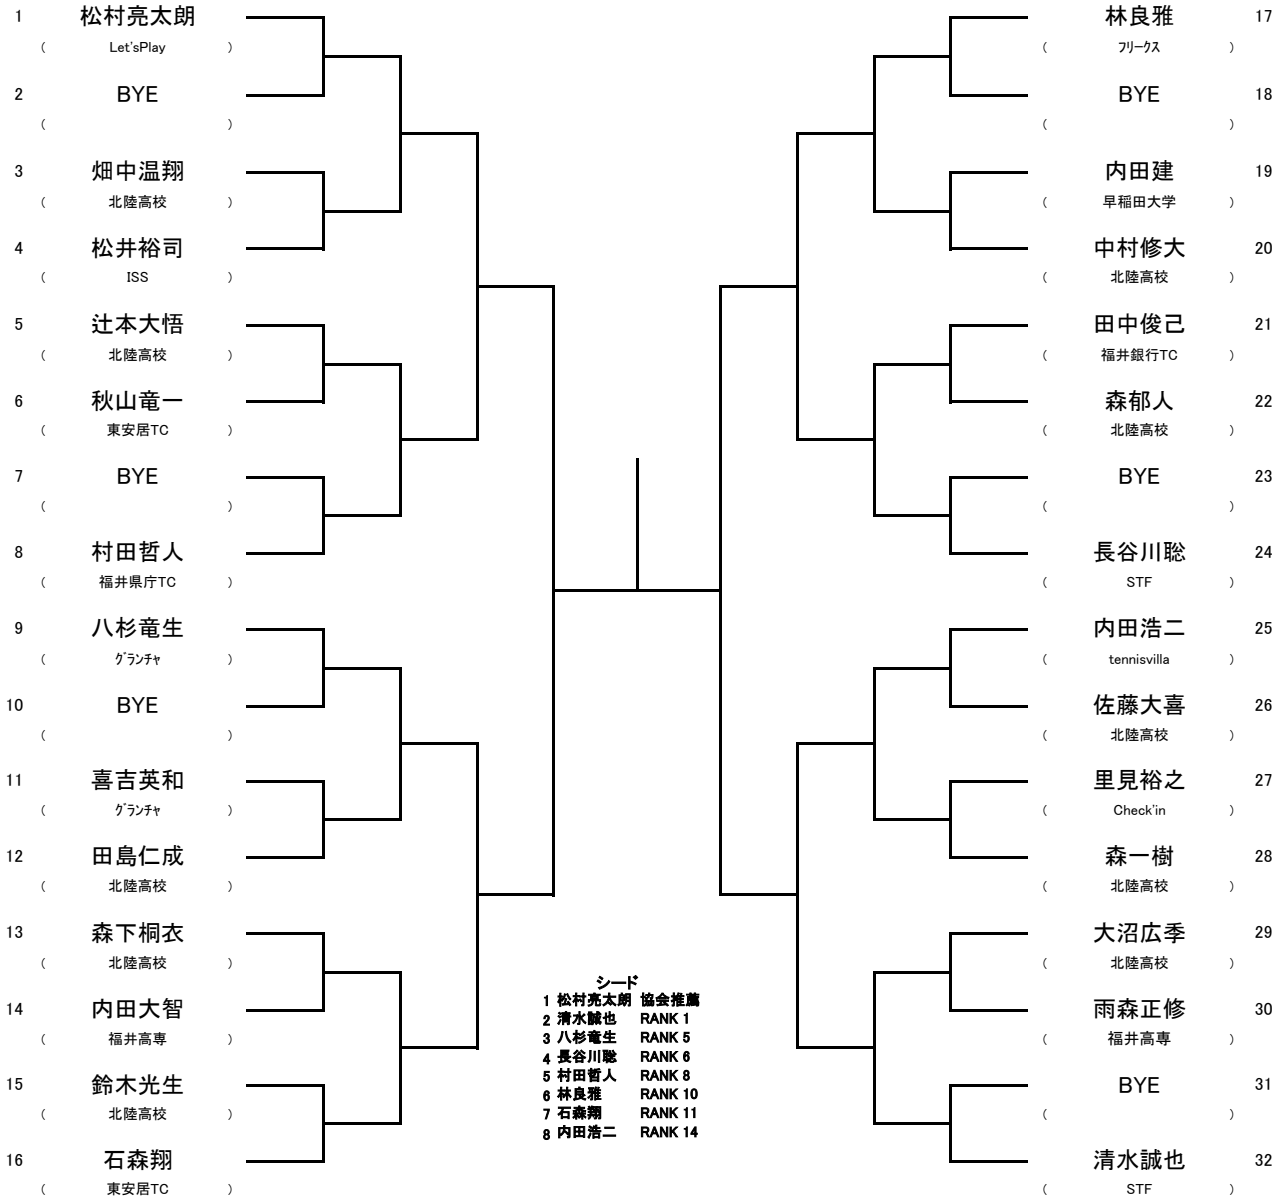 1 松村亮太朗
( Let'sPlay )
2 BYE
( )
3 畑中温翔
( 北陸高校 )
4 松井裕司
( ISS )
5 辻本大悟
( 北陸高校 )
6 秋山竜一
( 東安居TC )
7 BYE
( )
8 村田哲人
( 福井県庁TC )
9 八杉竜生
( グランチャ )
10 BYE
( )
11 喜吉英和
( グランチャ )
12 田島仁成
( 北陸高校 )
13 森下桐衣
( 北陸高校 )
14 内田大智
( 福井高専 )
15 鈴木光生
( 北陸高校 )
16 石森翔
( 東安居TC )
林良雅 17
( フリークス )
BYE 18
( )
内田建 19
( 早稲田大学 )
中村修大 20
( 北陸高校 )
田中俊己 21
( 福井銀行TC )
森郁人 22
( 北陸高校 )
BYE 23
( )
長谷川聡 24
( STF )
内田浩二 25
( tennisvilla )
佐藤大喜 26
( 北陸高校 )
里見裕之 27
( Check'in )
森一樹 28
( 北陸高校 )
大沼広季 29
( 北陸高校 )
雨森正修 30
( 福井高専 )
BYE 31
( )
清水誠也 32
( STF )
シード
1 松村亮太朗 協会推薦
2 清水誠也 RANK 1
3 八杉竜生 RANK 5
4 長谷川聡 RANK 6
5 村田哲人 RANK 8
6 林良雅 RANK 10
7 石森翔 RANK 11
8 内田浩二 RANK 14